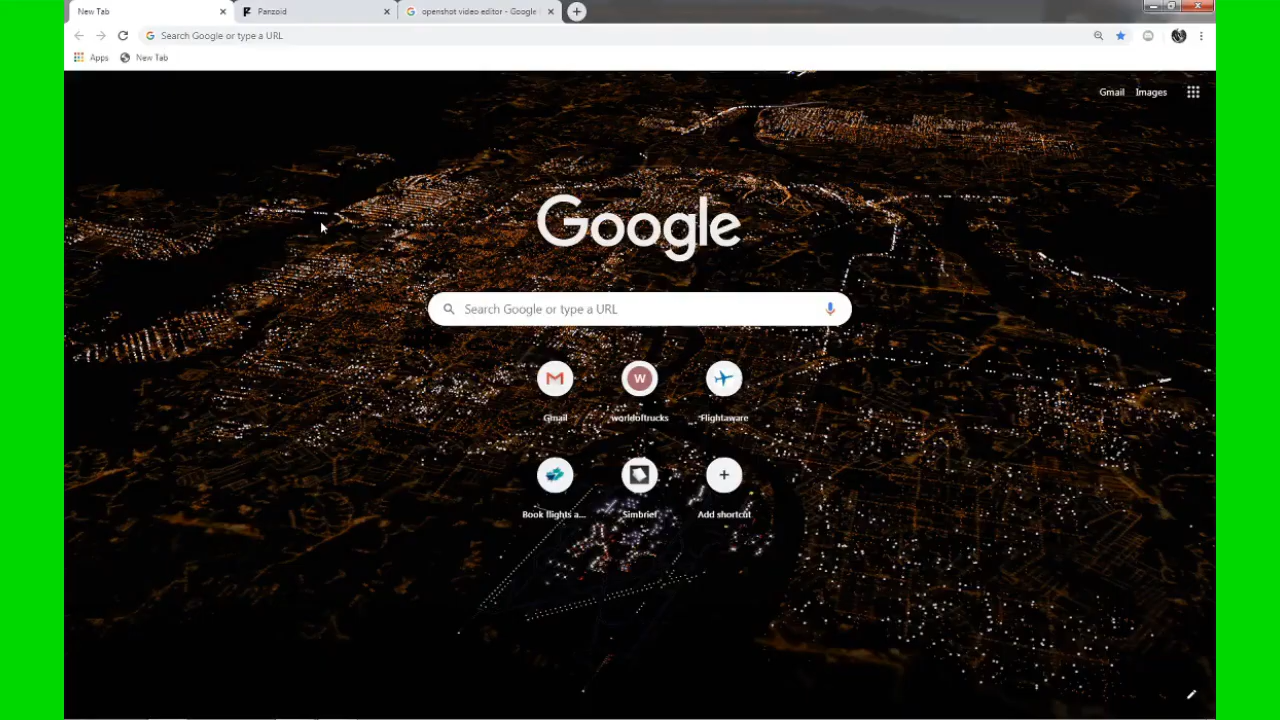 New Tab
Panzoid
openshot video editor - Google
Search Google or type a URL
Apps
New Tab
Gmail
Images
Google
Search Google or type a URL
Gmail
W
worldoftrucks
Flightaware
Book flights a...
Simbrief
Add shortcut